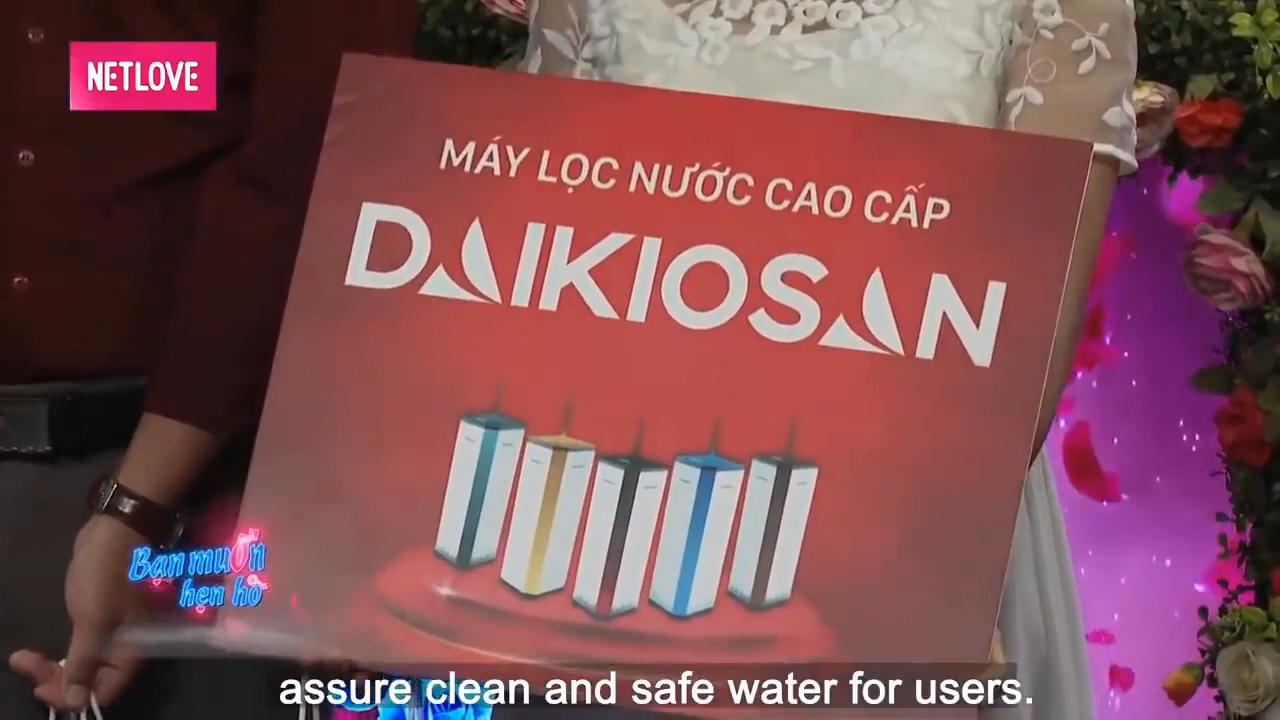 NETLOVE
MÁY LỌC NƯỚC CAO CẤP
DAIKIOSAN
Bạn muốn
hẹn hò
assure clean and safe water for users.